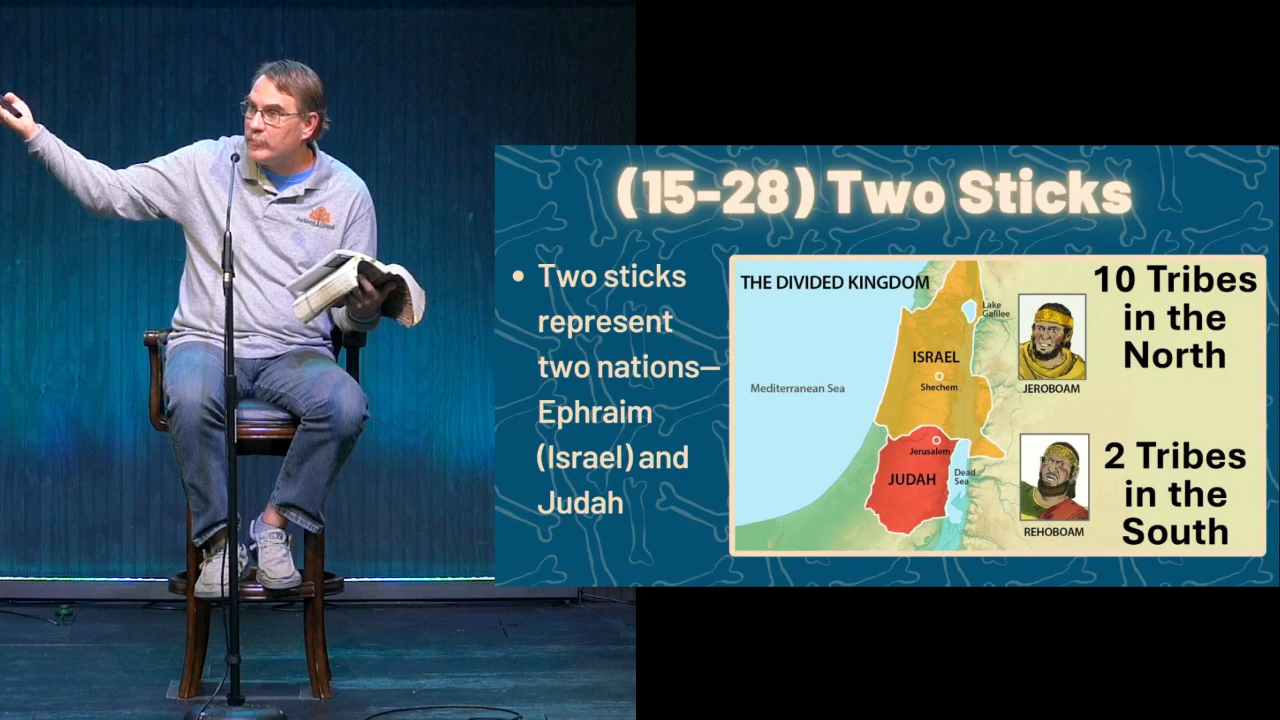 (15-28) Two Sticks
• Two sticks
represent
two nations—
Ephraim
(Israel) and
Judah
THE DIVIDED KINGDOM
Lake
Galilee
ISRAEL
Shechem
Mediterranean Sea
Jerusalem
JUDAH
Dead
Sea
JEROBOAM
10 Tribes
in the
North
REHOBOAM
2 Tribes
in the
South